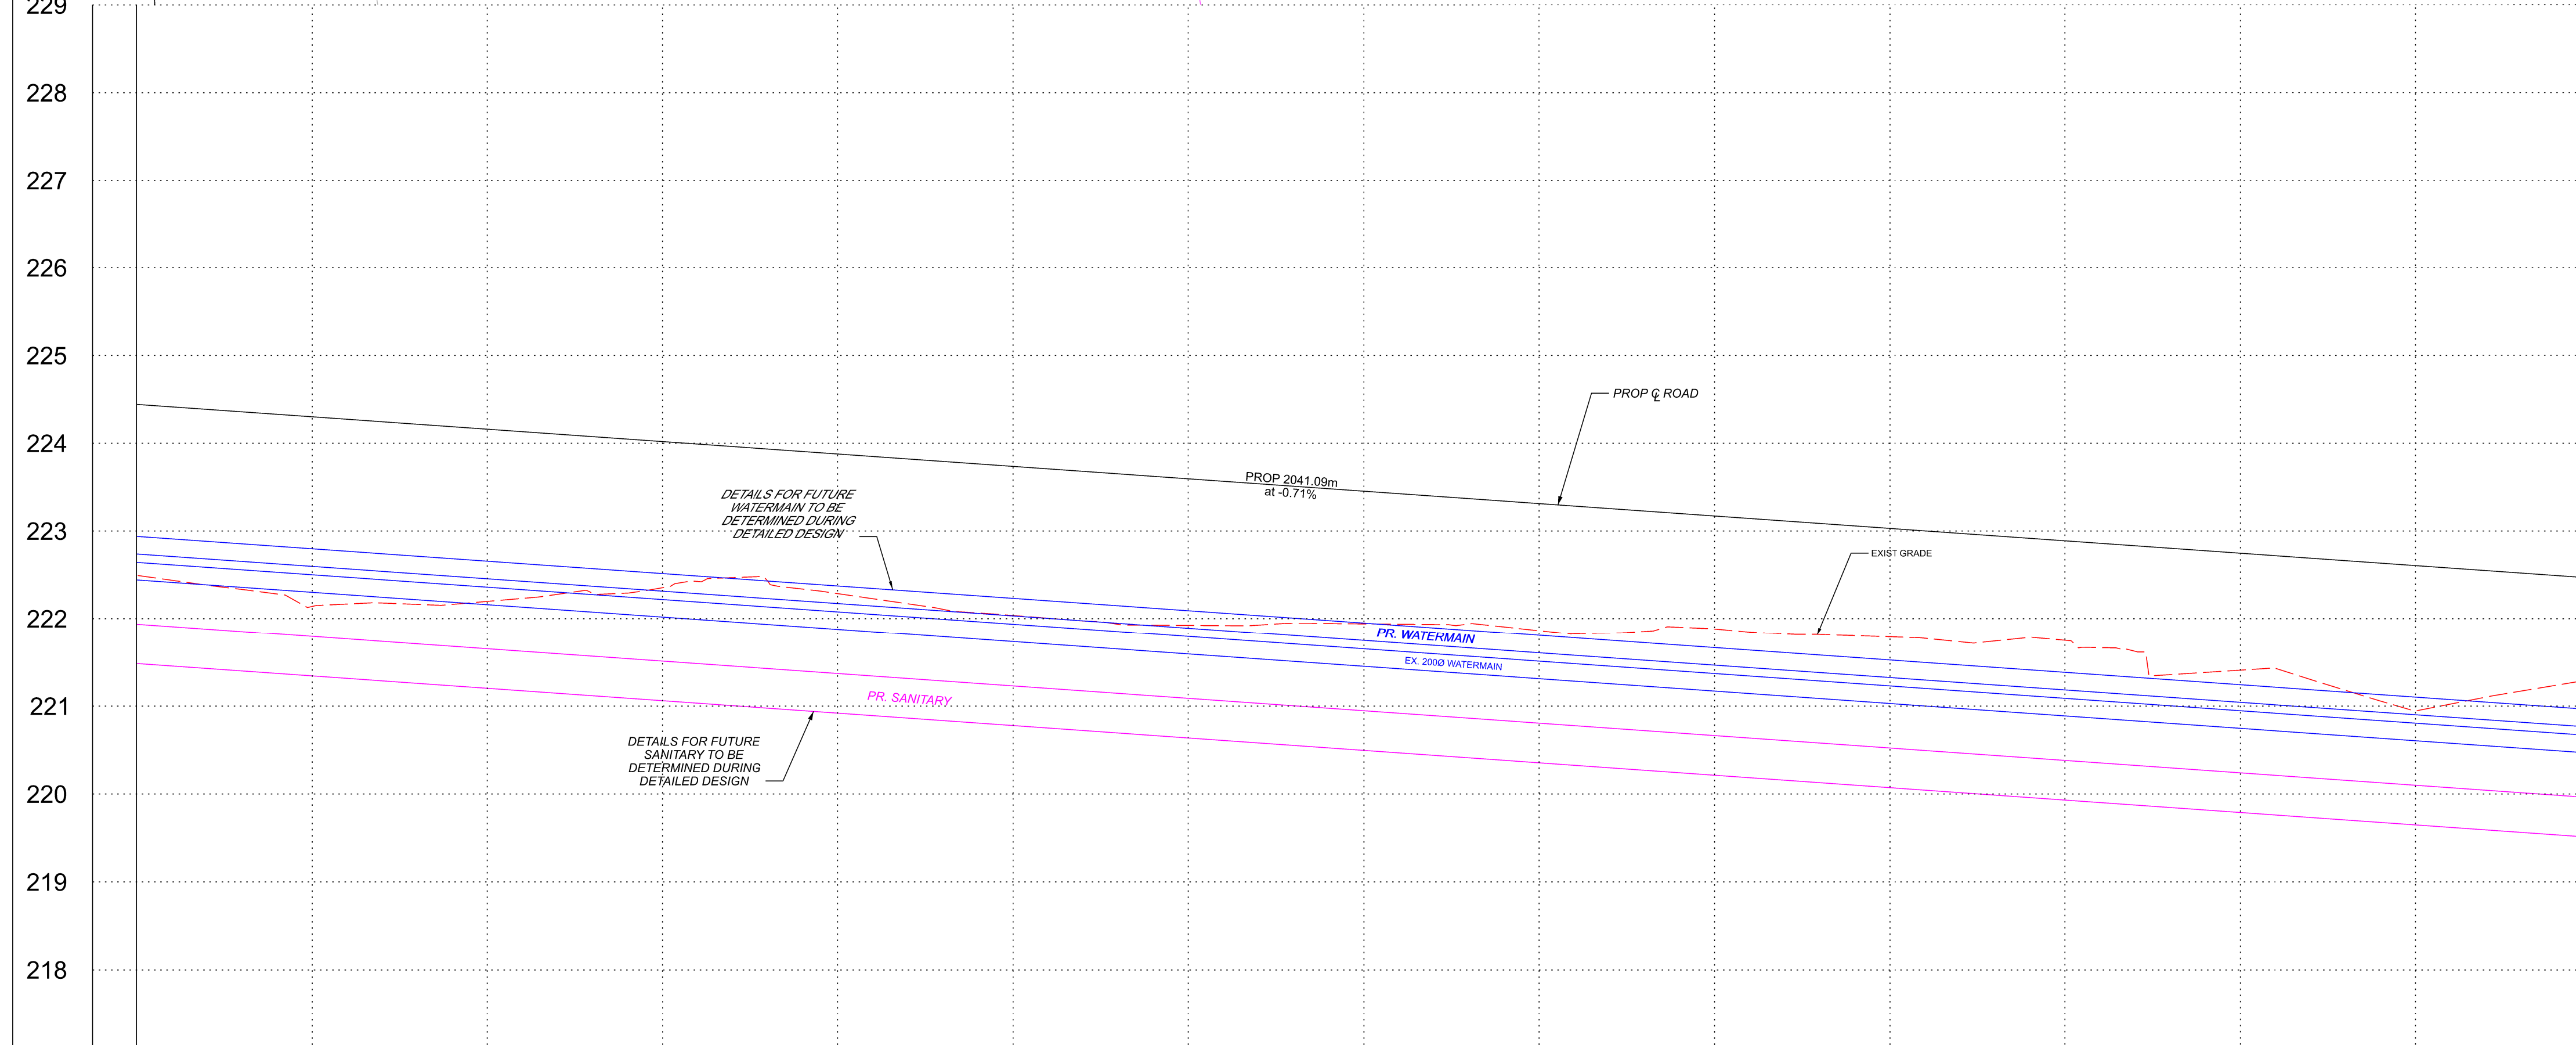 229
228
227
226
225
224
223
222
221
220
219
218
PROP ℄ ROAD
PROP 2041.09m
at -0.71%
DETAILS FOR FUTURE
WATERMAIN TO BE
DETERMINED DURING
DETAILED DESIGN
EXIST GRADE
PR. WATERMAIN
EX. 200Ø WATERMAIN
PR. SANITARY
DETAILS FOR FUTURE
SANITARY TO BE
DETERMINED DURING
DETAILED DESIGN